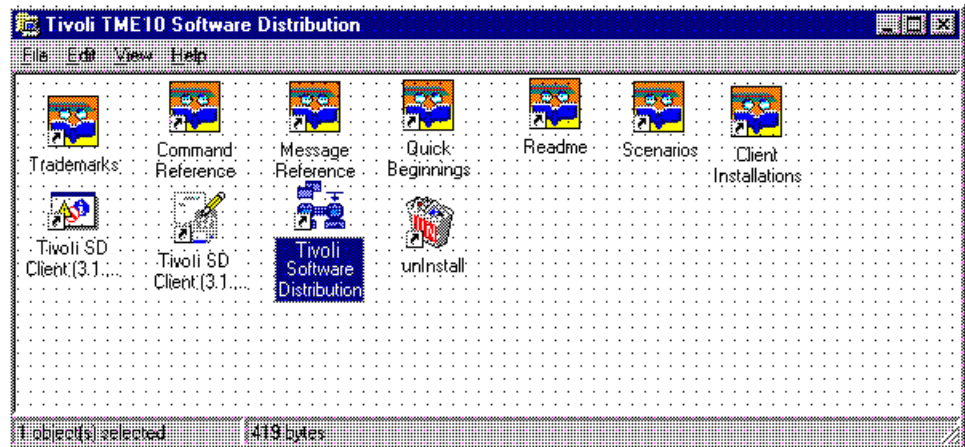 Tivoli TME10 Software Distribution
File Edit View Help
Trademarks
Command
Reference
Message
Reference
Quick
Beginnings
Readme
Scenarios
Client
Installations
Tivoli SD
Client (3.1....
Tivoli SD
Client (3.1....
Tivoli
Software
Distribution
unInstall
1 object(s) selected
419 bytes